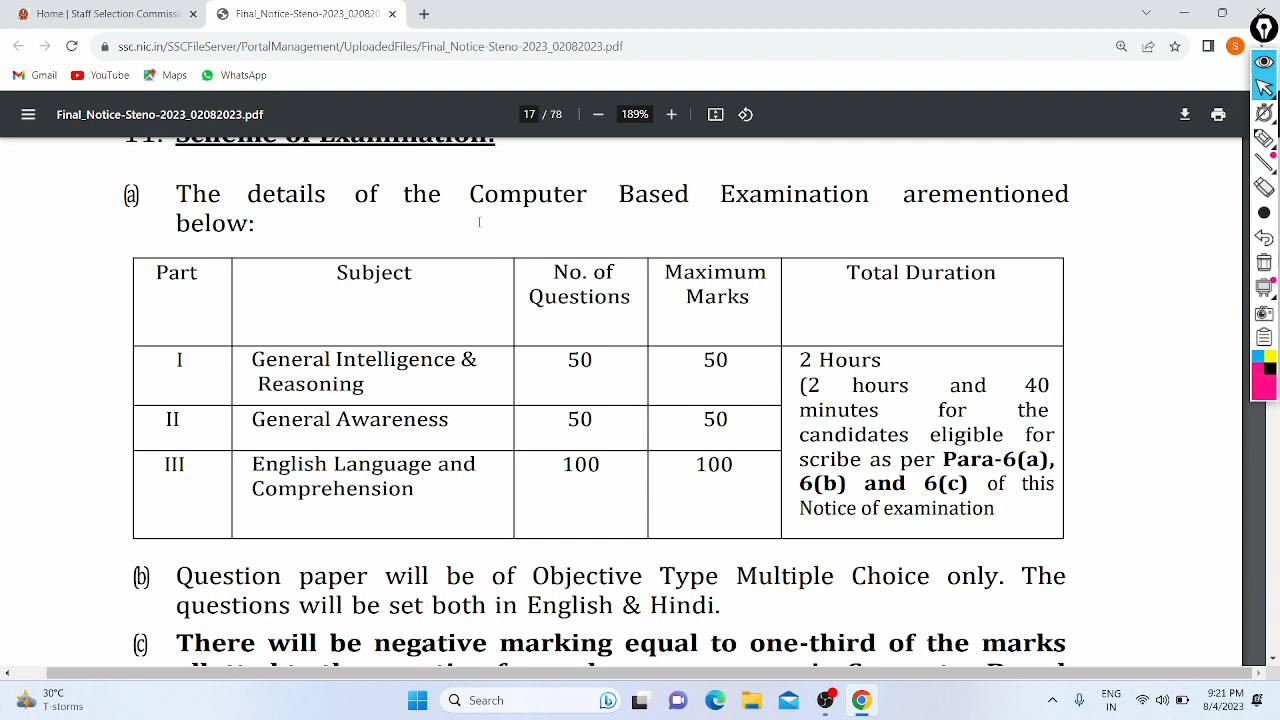 Home | Staff Selection Commissi
Final_Notice-Steno-2023_020820
ssc.nic.in/SSCFileServer/PortalManagement/UploadedFiles/Final_Notice-Steno-2023_02082023.pdf
S
Gmail YouTube Maps WhatsApp
Final_Notice-Steno-2023_02082023.pdf
17 / 78
189%
11. Scheme of Examination:
(a) The details of the Computer Based Examination arementioned
below:
Part Subject No. of Questions Maximum Marks Total Duration
I General Intelligence & Reasoning 50 50
II General Awareness 50 50
III English Language and Comprehension 100 100
2 Hours
(2 hours and 40
minutes for the
candidates eligible for
scribe as per Para-6(a),
6(b) and 6(c) of this
Notice of examination
(b) Question paper will be of Objective Type Multiple Choice only. The
questions will be set both in English & Hindi.
(c) There will be negative marking equal to one-third of the marks
30°C
T-storms
Search
ENG
IN
9:21 PM
8/4/2023